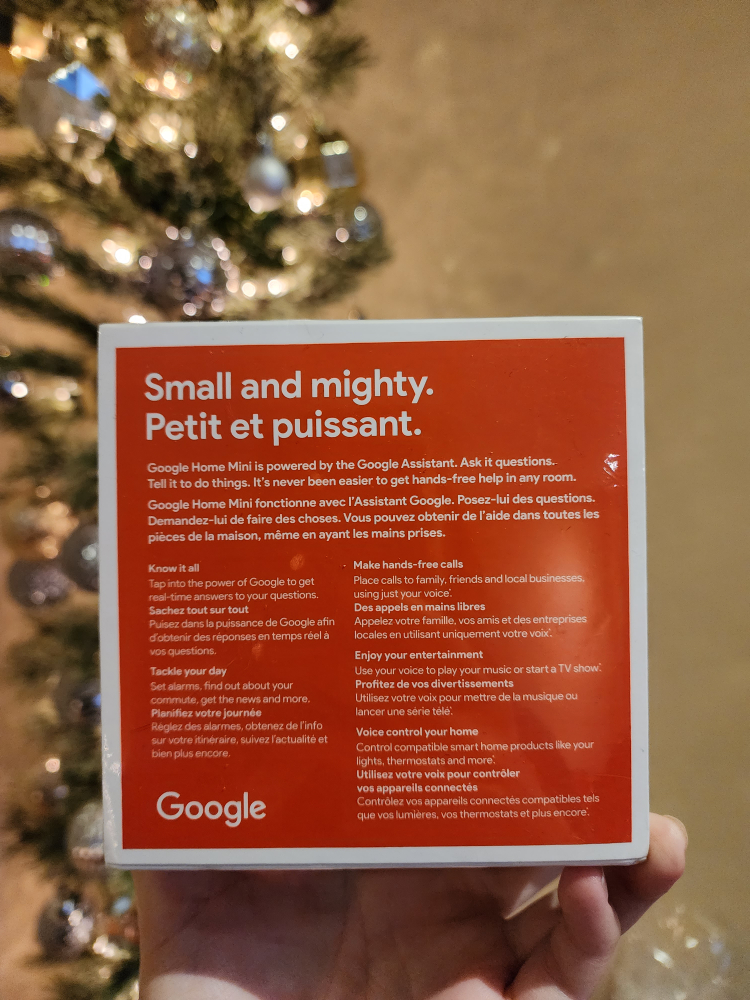 Small and mighty.
Petit et puissant.
Google Home Mini is powered by the Google Assistant. Ask it questions.
Tell it to do things. It's never been easier to get hands-free help in any room.
Google Home Mini fonctionne avec l'Assistant Google. Posez-lui des questions.
Demandez-lui de faire des choses. Vous pouvez obtenir de l'aide dans toutes les
pièces de la maison, même en ayant les mains prises.
Know it all
Tap into the power of Google to get
real-time answers to your questions.
Sachez tout sur tout
Puisez dans la puissance de Google afin
d'obtenir des réponses en temps réel à
vos questions.
Tackle your day
Set alarms, find out about your
commute, get the news and more.
Planifiez votre journée
Réglez des alarmes, obtenez de l'info
sur votre itinéraire, suivez l'actualité et
bien plus encore.
Make hands-free calls
Place calls to family, friends and local businesses,
using just your voice*.
Des appels en mains libres
Appelez votre famille, vos amis et des entreprises
locales en utilisant uniquement votre voix*.
Enjoy your entertainment
Use your voice to play your music or start a TV show*.
Profitez de vos divertissements
Utilisez votre voix pour mettre de la musique ou
lancer une série télé*.
Voice control your home
Control compatible smart home products like your
lights, thermostats and more*.
Utilisez votre voix pour contrôler
vos appareils connectés
Contrôlez vos appareils connectés compatibles tels
que vos lumières, vos thermostats et plus encore*.
Google